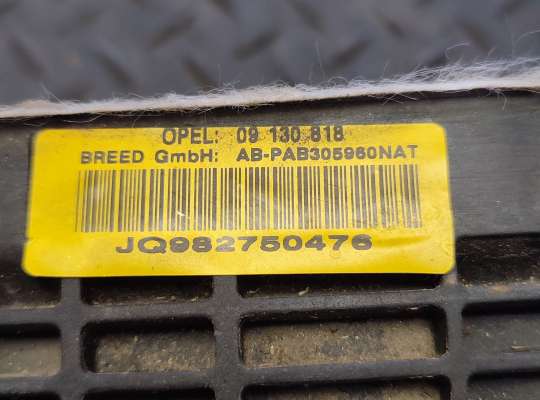 OPEL: 09 130 818
BREED GmbH: AB-PAB305960NAT
JQ982750476